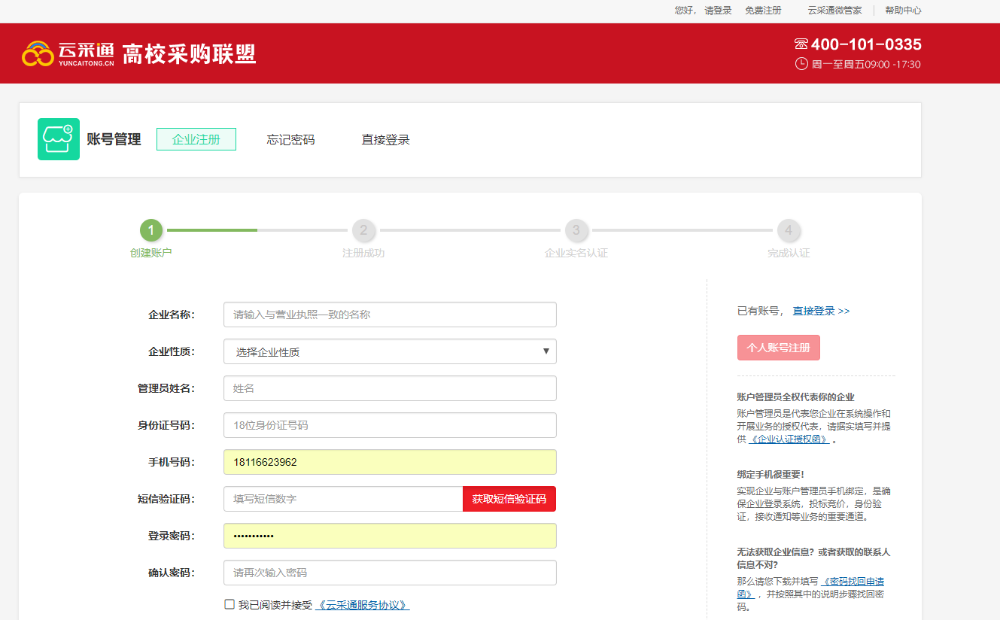 您好， 请登录 免费注册 云采通微管家 帮助中心
云采通 YUNCAITONG.CN 高校采购联盟
400-101-0335
周一至周五09:00 -17:30
账号管理 企业注册 忘记密码 直接登录
1 2 3 4
创建账户 注册成功 企业实名认证 完成认证
企业名称： 请输入与营业执照一致的名称
企业性质： 选择企业性质
管理员姓名： 姓名
身份证号码： 18位身份证号码
手机号码： 18116623962
短信验证码： 填写短信数字 获取短信验证码
登录密码： •••••••••••
确认密码： 请再次输入密码
我已阅读并接受 《云采通服务协议》
已有账号， 直接登录 >>
个人账号注册
账户管理员全权代表你的企业
账户管理员是代表您企业在系统操作和
开展业务的授权代表，请据实填写并提
供 《企业认证授权函》 。
绑定手机很重要！
实现企业与账户管理员手机绑定，是确
保企业登录系统，投标竞价，身份验
证，接收通知等业务的重要通道。
无法获取企业信息？或者获取的联系人
信息不对？
那么请您下载并填写 《密码找回申请
函》 ，并按照其中的说明步骤找回密
码。